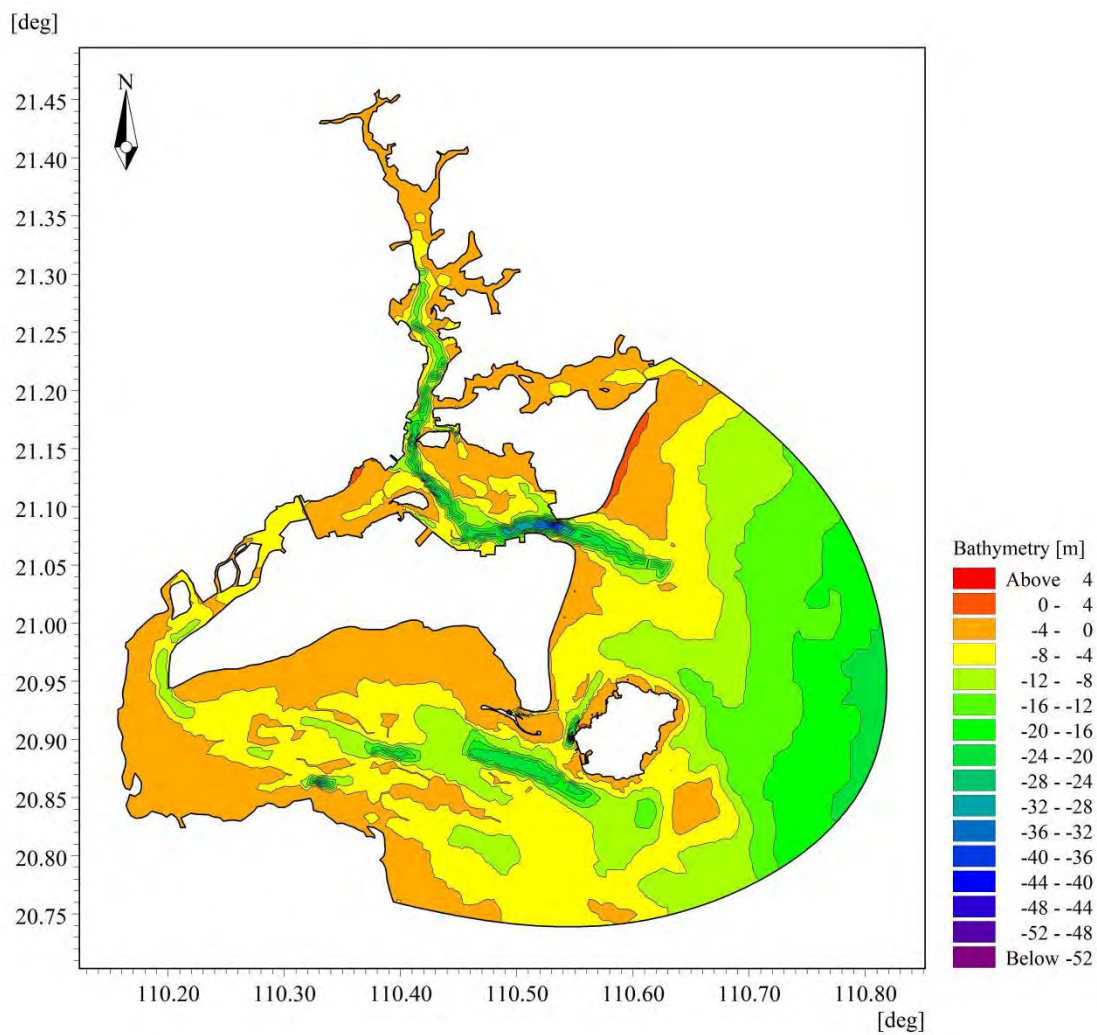 [deg]
N
21.45
21.40
21.35
21.30
21.25
21.20
21.15
21.10
21.05
21.00
20.95
20.90
20.85
20.80
20.75
110.20 110.30 110.40 110.50 110.60 110.70 110.80
[deg]
Bathymetry [m]
Above 4
0 - 4
-4 - 0
-8 - -4
-12 - -8
-16 - -12
-20 - -16
-24 - -20
-28 - -24
-32 - -28
-36 - -32
-40 - -36
-44 - -40
-48 - -44
-52 - -48
Below -52